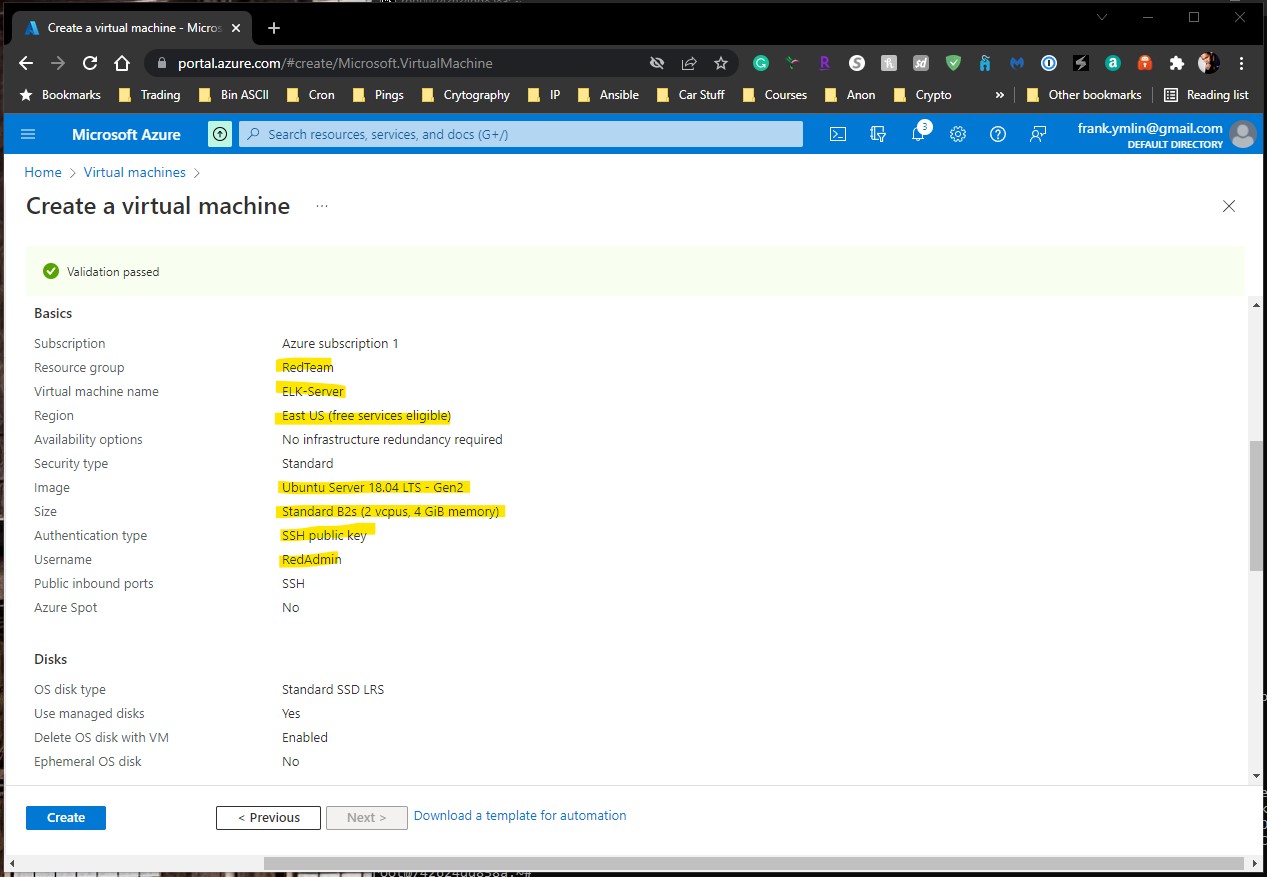 Create a virtual machine - Micros
portal.azure.com/#create/Microsoft.VirtualMachine
Bookmarks Trading Bin ASCII Cron Pings Crytography IP Ansible Car Stuff Courses Anon Crypto » Other bookmarks Reading list
Microsoft Azure Search resources, services, and docs (G+/) 3 frank.ymlin@gmail.com
DEFAULT DIRECTORY
Home > Virtual machines >
Create a virtual machine ...
Validation passed
Basics
Subscription Azure subscription 1
Resource group RedTeam
Virtual machine name ELK-Server
Region East US (free services eligible)
Availability options No infrastructure redundancy required
Security type Standard
Image Ubuntu Server 18.04 LTS - Gen2
Size Standard B2s (2 vcpus, 4 GiB memory)
Authentication type SSH public key
Username RedAdmin
Public inbound ports SSH
Azure Spot No
Disks
OS disk type Standard SSD LRS
Use managed disks Yes
Delete OS disk with VM Enabled
Ephemeral OS disk No
Create < Previous Next > Download a template for automation